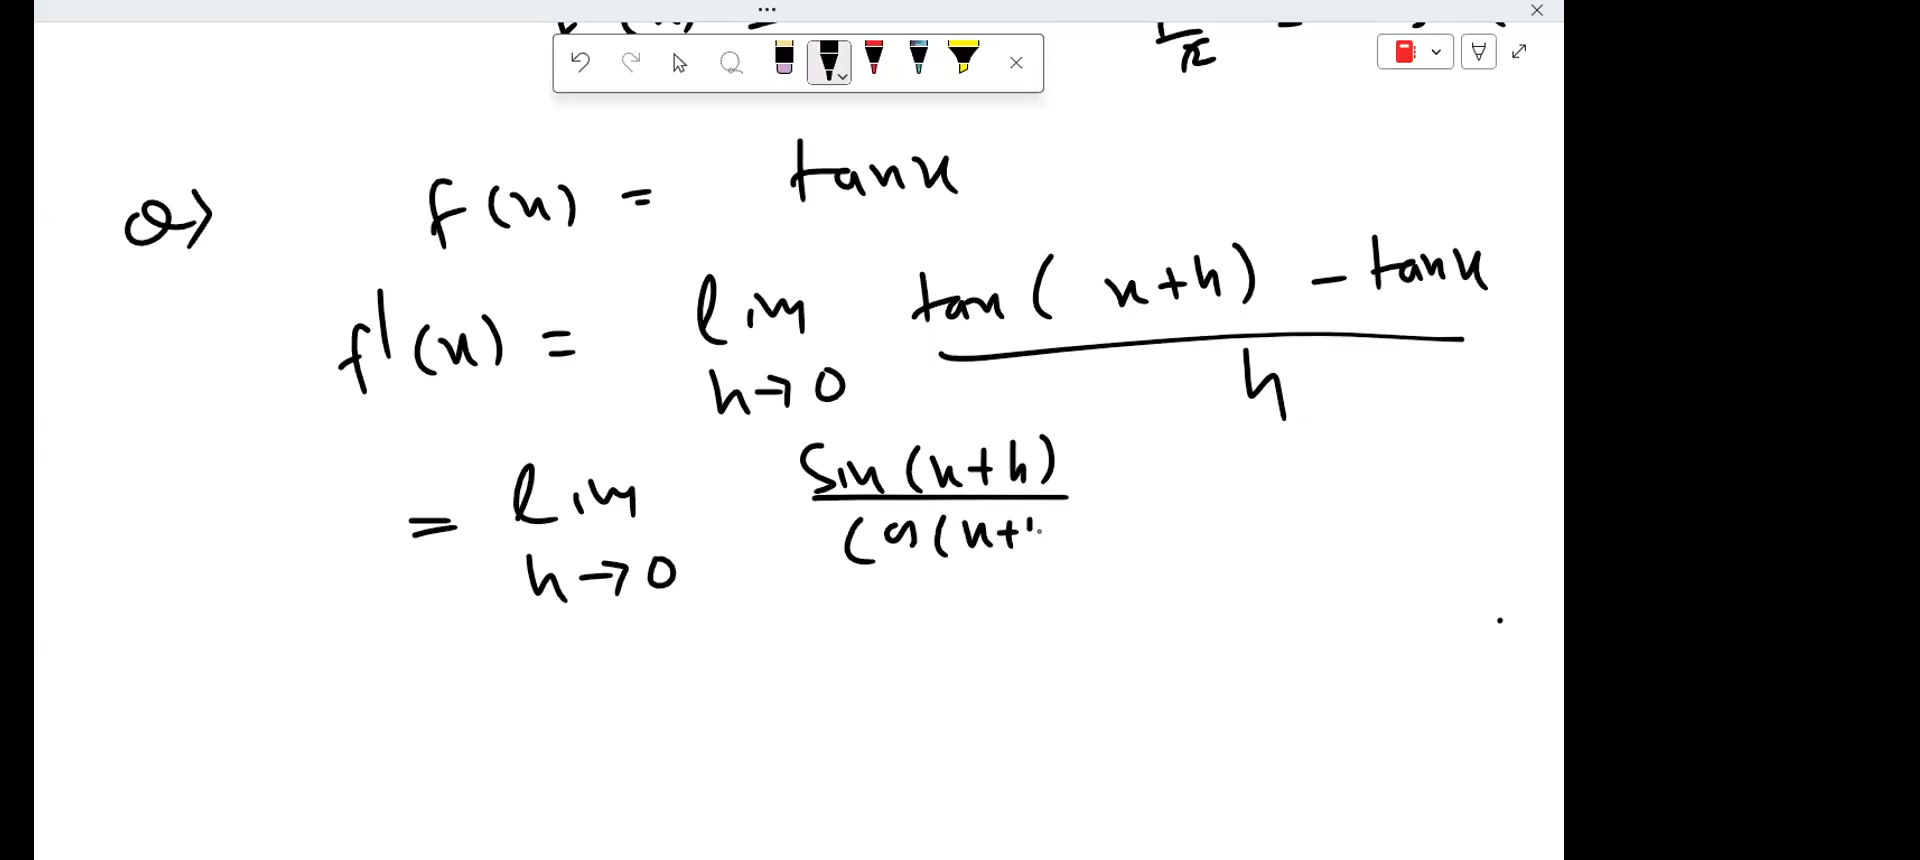 Q→ f(x) = tanx
f'(x) = lim tan(x+h) - tanx
h→0 h
= lim sin(x+h)
h→0 cos(x+